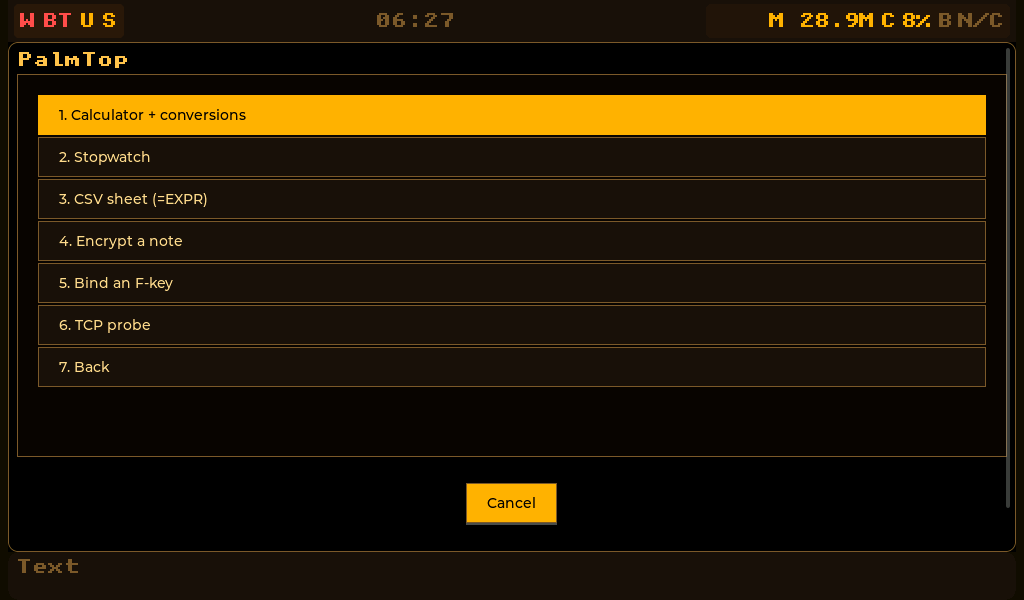 W BT U S 06:27 M 28.9M C 8% B N/C
PalmTop
1. Calculator + conversions
2. Stopwatch
3. CSV sheet (=EXPR)
4. Encrypt a note
5. Bind an F-key
6. TCP probe
7. Back
Cancel
Text